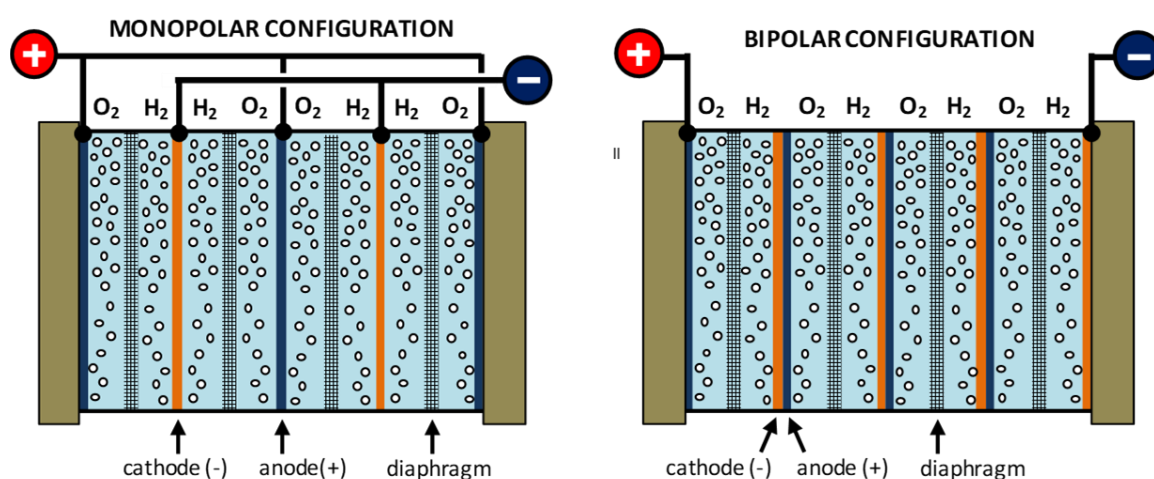 MONOPOLAR CONFIGURATION
+
−
O₂ H₂ H₂ O₂ O₂ H₂ H₂ O₂
cathode (-) anode(+) diaphragm
BIPOLAR CONFIGURATION
+
−
O₂ H₂ O₂ H₂ O₂ H₂ O₂ H₂
II
cathode (-) anode (+) diaphragm